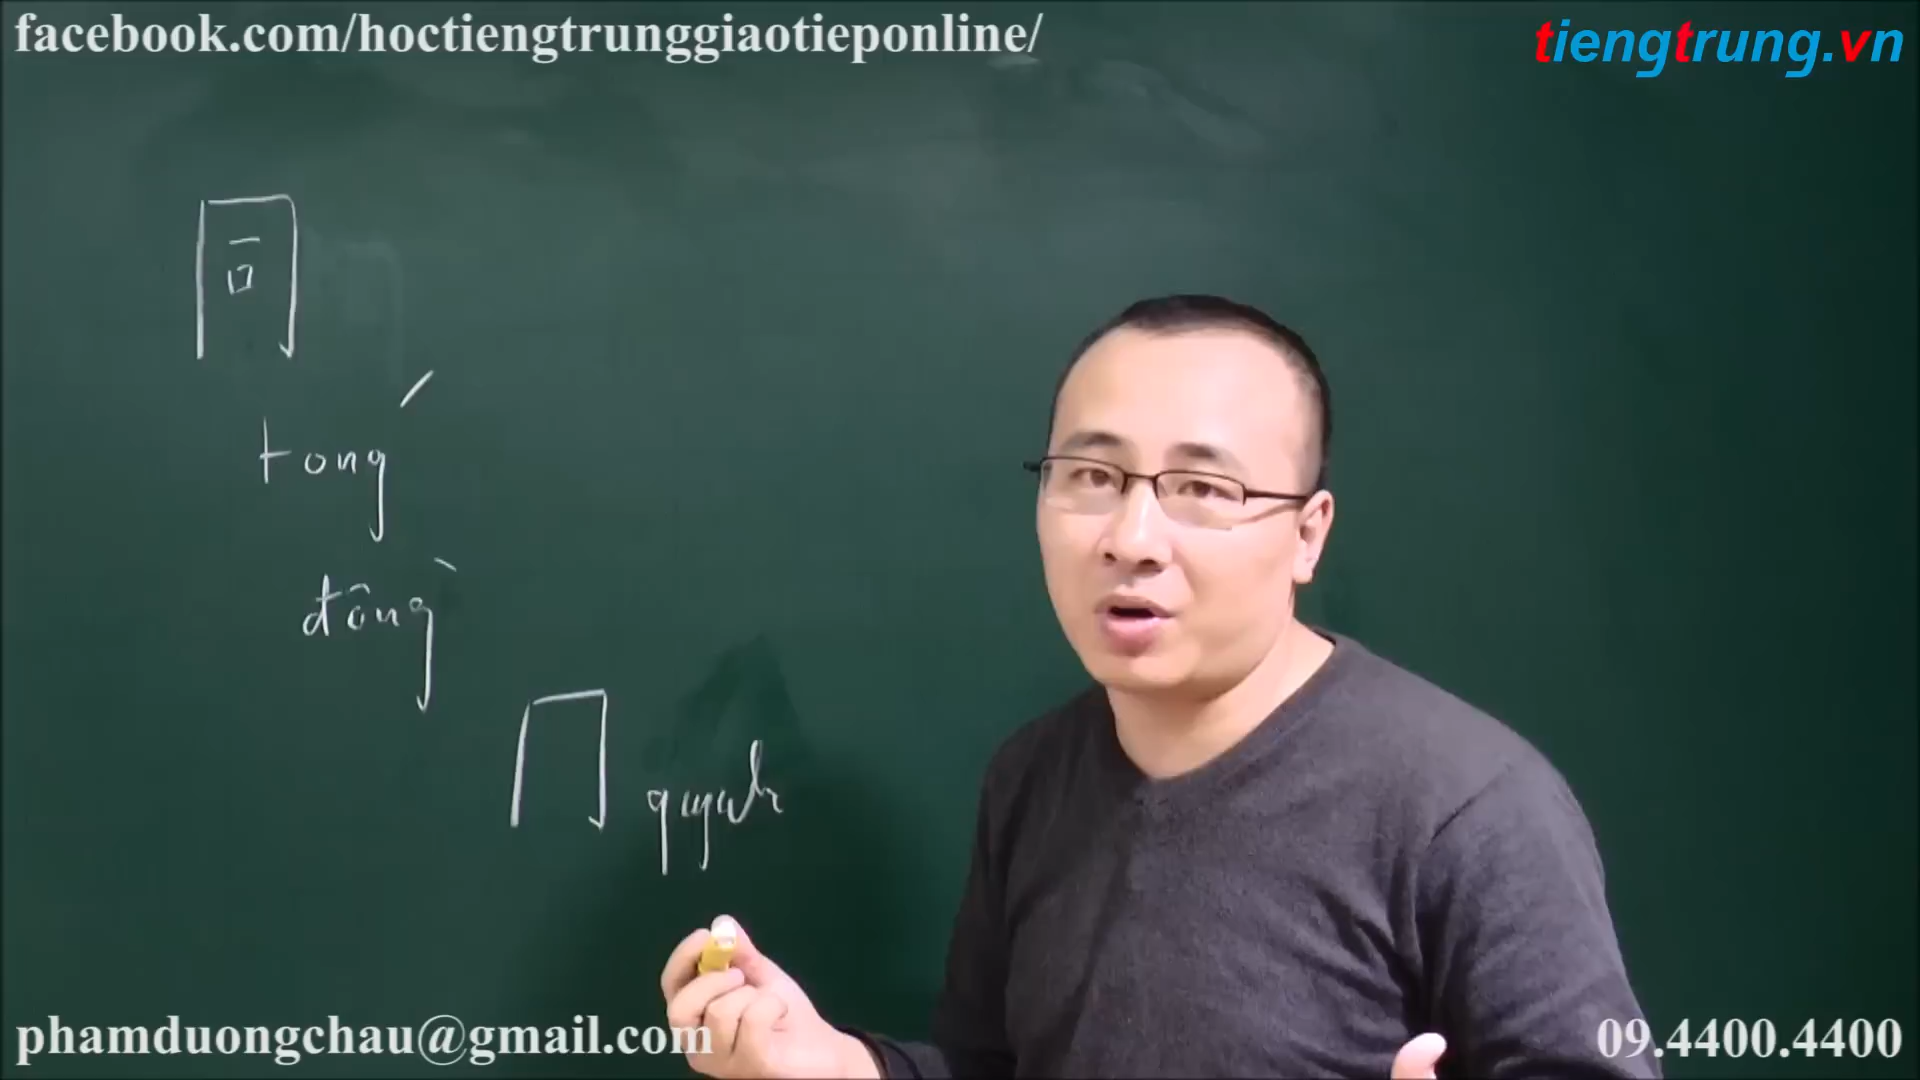 facebook.com/hoctiengtrunggiaotieponline/
tiengtrung.vn
同
tóng
đồng
冂 quynh
phamduongchau@gmail.com
09.4400.4400